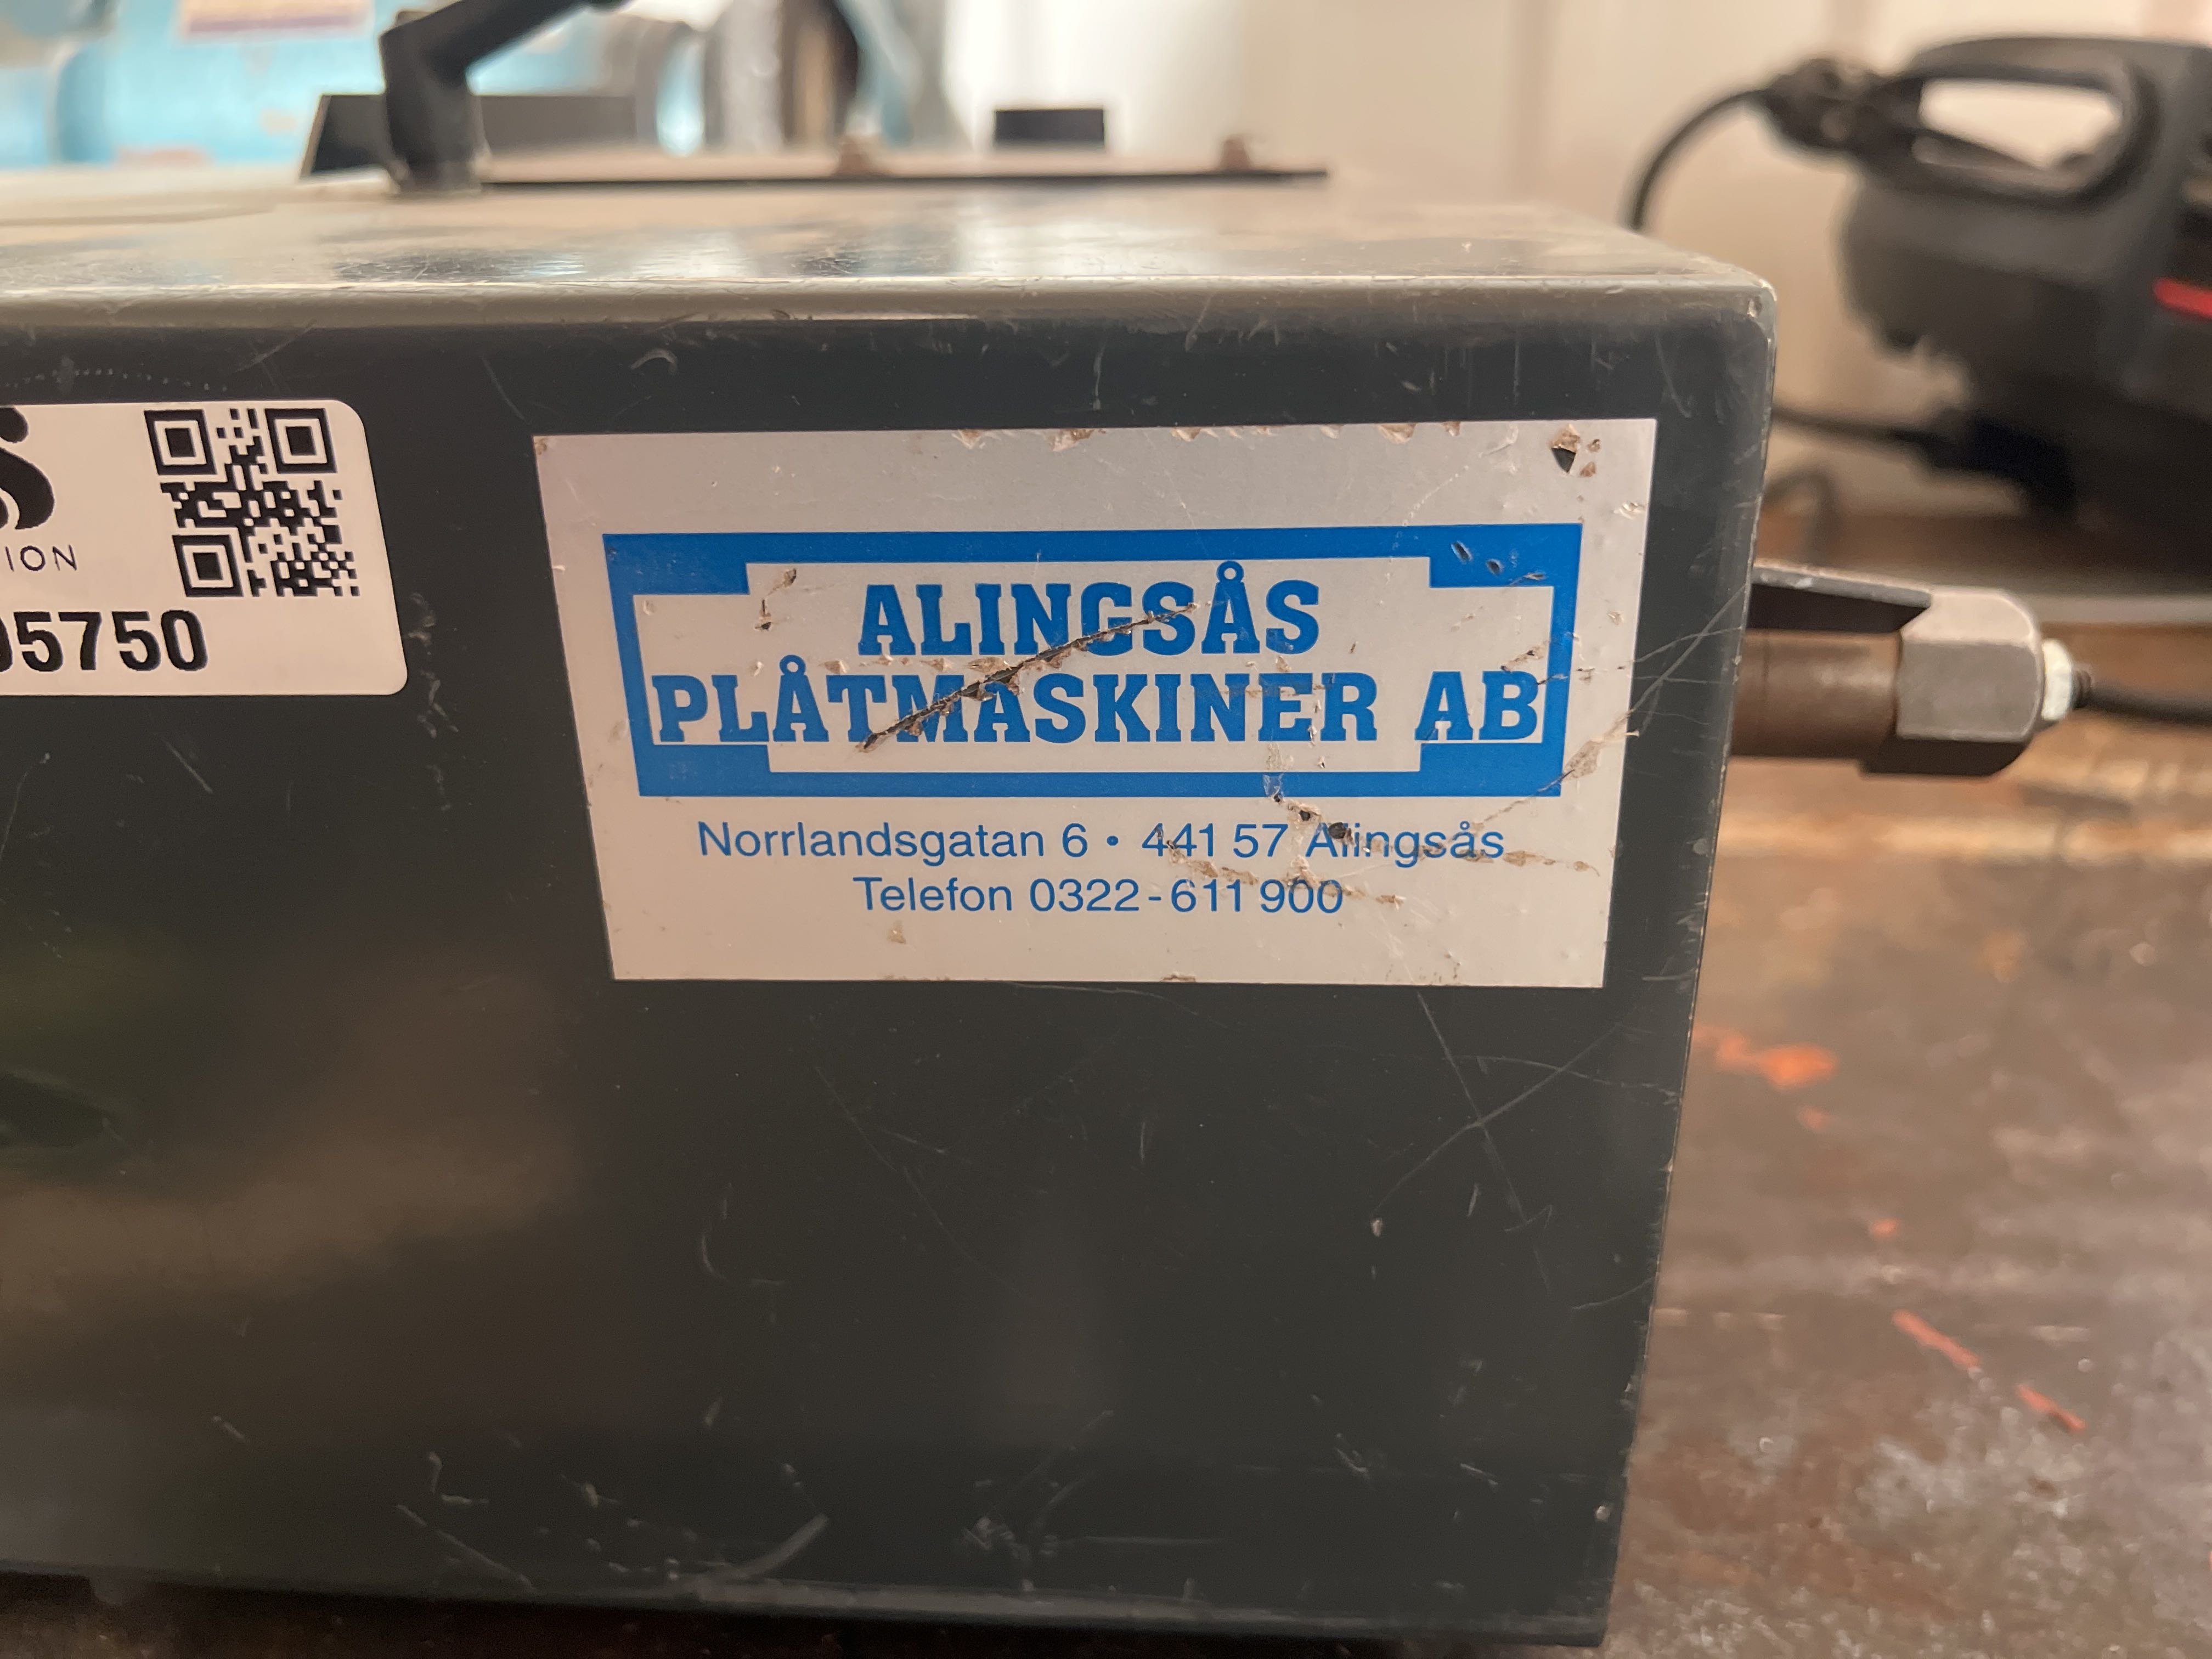 ION
5750
ALINGSÅS
PLÅTMASKINER AB
Norrlandsgatan 6 • 441 57 Alingsås
Telefon 0322-611 900